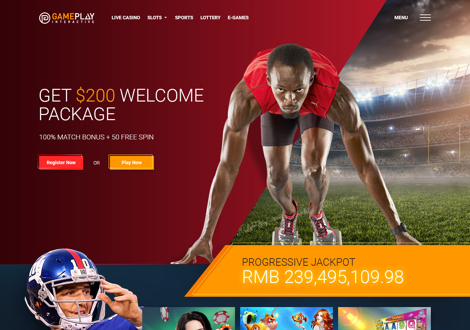 GAMEPLAY
INTERACTIVE
LIVE CASINO SLOTS SPORTS LOTTERY E-GAMES
MENU
GET $200 WELCOME
PACKAGE
100% MATCH BONUS + 50 FREE SPIN
Register Now OR Play Now
PROGRESSIVE JACKPOT
RMB 239,495,109.98
10